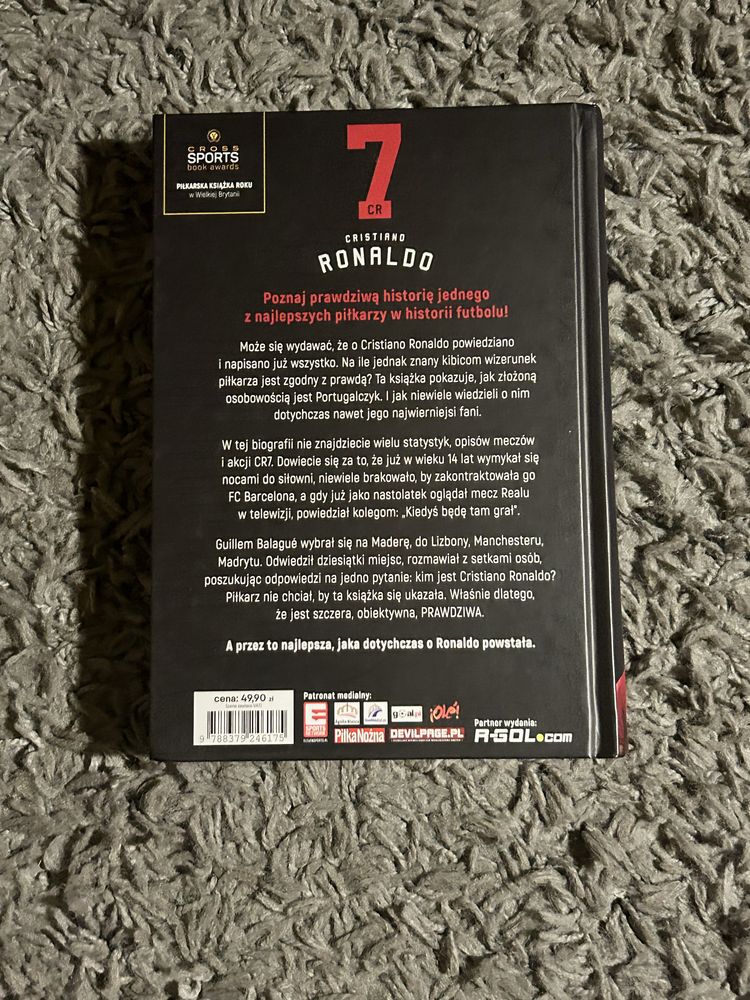 CROSS
SPORTS
book awards
PIŁKARSKA KSIĄŻKA ROKU
w Wielkiej Brytanii
7
CR
CRISTIANO
RONALDO
Poznaj prawdziwą historię jednego
z najlepszych piłkarzy w historii futbolu!
Może się wydawać, że o Cristiano Ronaldo powiedziano
i napisano już wszystko. Na ile jednak znany kibicom wizerunek
piłkarza jest zgodny z prawdą? Ta książka pokazuje, jak złożoną
osobowością jest Portugalczyk. I jak niewiele wiedzieli o nim
dotychczas nawet jego najwierniejsi fani.
W tej biografii nie znajdziecie wielu statystyk, opisów meczów
i akcji CR7. Dowiecie się za to, że już w wieku 14 lat wymykał się
nocami do siłowni, niewiele brakowało, by zakontraktowała go
FC Barcelona, a gdy już jako nastolatek oglądał mecz Realu
w telewizji, powiedział kolegom: „Kiedyś będę tam grał”.
Guillem Balagué wybrał się na Maderę, do Lizbony, Manchesteru,
Madrytu. Odwiedził dziesiątki miejsc, rozmawiał z setkami osób,
poszukując odpowiedzi na jedno pytanie: kim jest Cristiano Ronaldo?
Piłkarz nie chciał, by ta książka się ukazała. Właśnie dlatego,
że jest szczera, obiektywna, PRAWDZIWA.
A przez to najlepsza, jaka dotychczas o Ronaldo powstała.
cena: 49,90 zł
9 788379 246175
Patronat medialny:
SPORTS
NETWORK
goal.pl
¡Olé!
PiłkaNożna
DEVILPAGE.PL
Partner wydania:
R-GOL.com